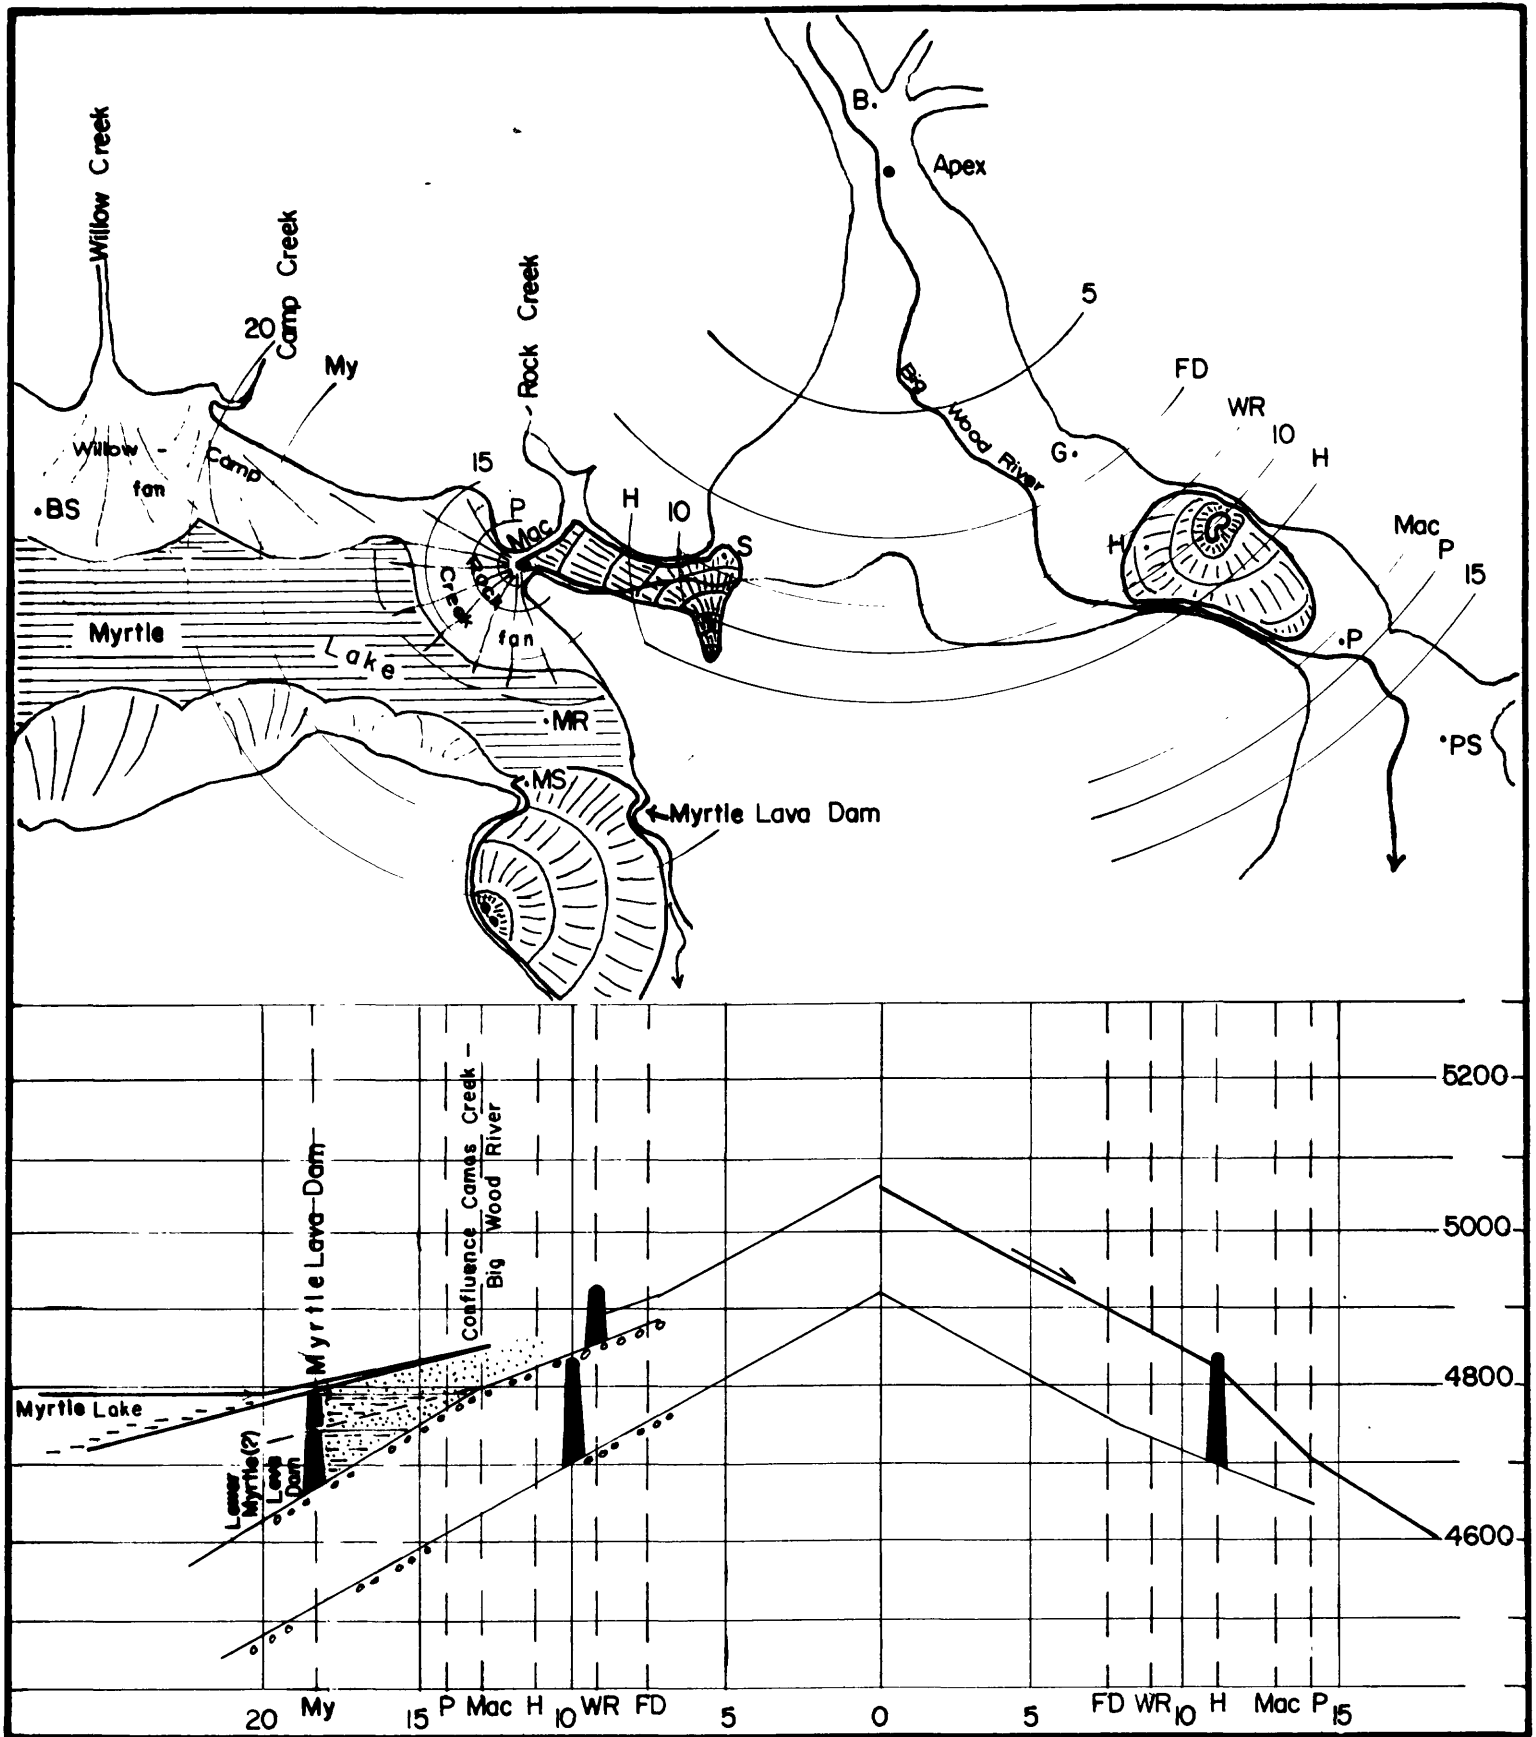 B.
Apex
Willow Creek
Camp Creek
20
My
Rock Creek
5
FD
WR
10
H
Big Wood River
G.
Willow -
fan
Camp
.BS
15
P
Mac
H
10
S
H
Mac
P
15
Rock
Creek
fan
.P
Myrtle
Lake
.MR
.PS
.MS
Myrtle Lava Dam
5200
Myrtle Lava Dam
Confluence Camas Creek -
Big Wood River
5000
4800
Myrtle Lake
Lower
Myrtle(?)
Lava
Dam
4600
20 My 15 P Mac H 10 WR FD 5 0 5 FD WR 10 H Mac P 15